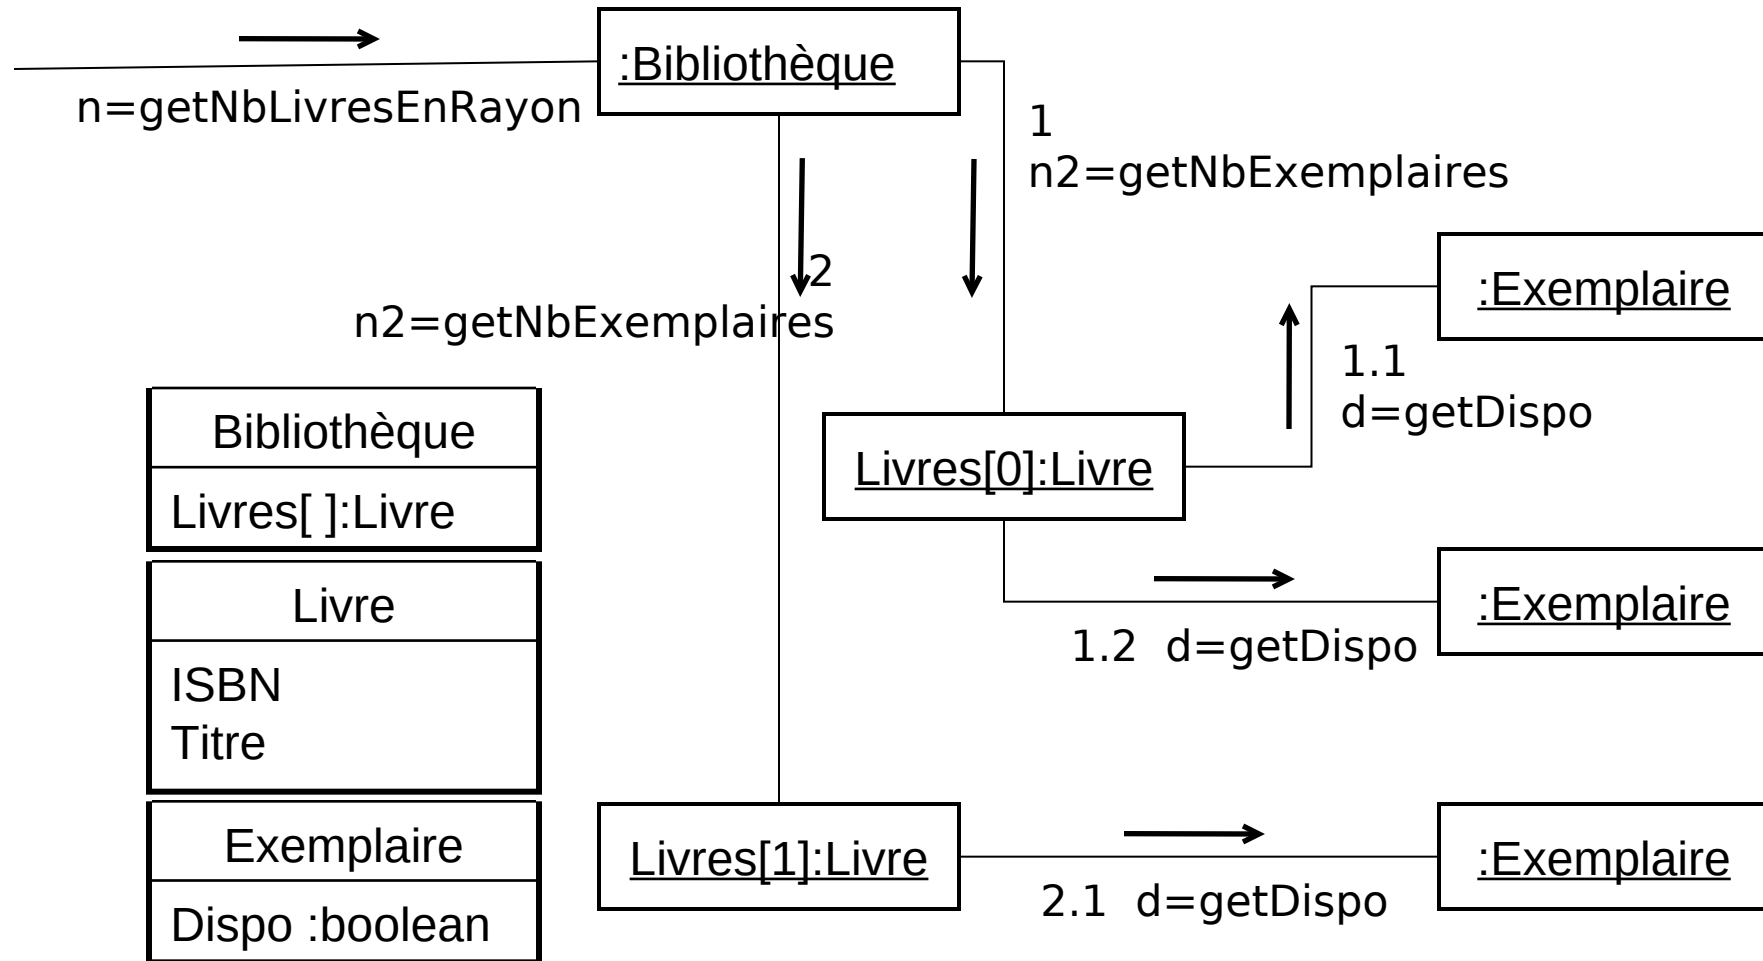 :Bibliothèque
n=getNbLivresEnRayon
1
n2=getNbExemplaires
2
n2=getNbExemplaires
:Exemplaire
1.1
d=getDispo
Livres[0]:Livre
:Exemplaire
1.2 d=getDispo
Livres[1]:Livre
:Exemplaire
2.1 d=getDispo
Bibliothèque
Livres[ ]:Livre
Livre
ISBN
Titre
Exemplaire
Dispo :boolean